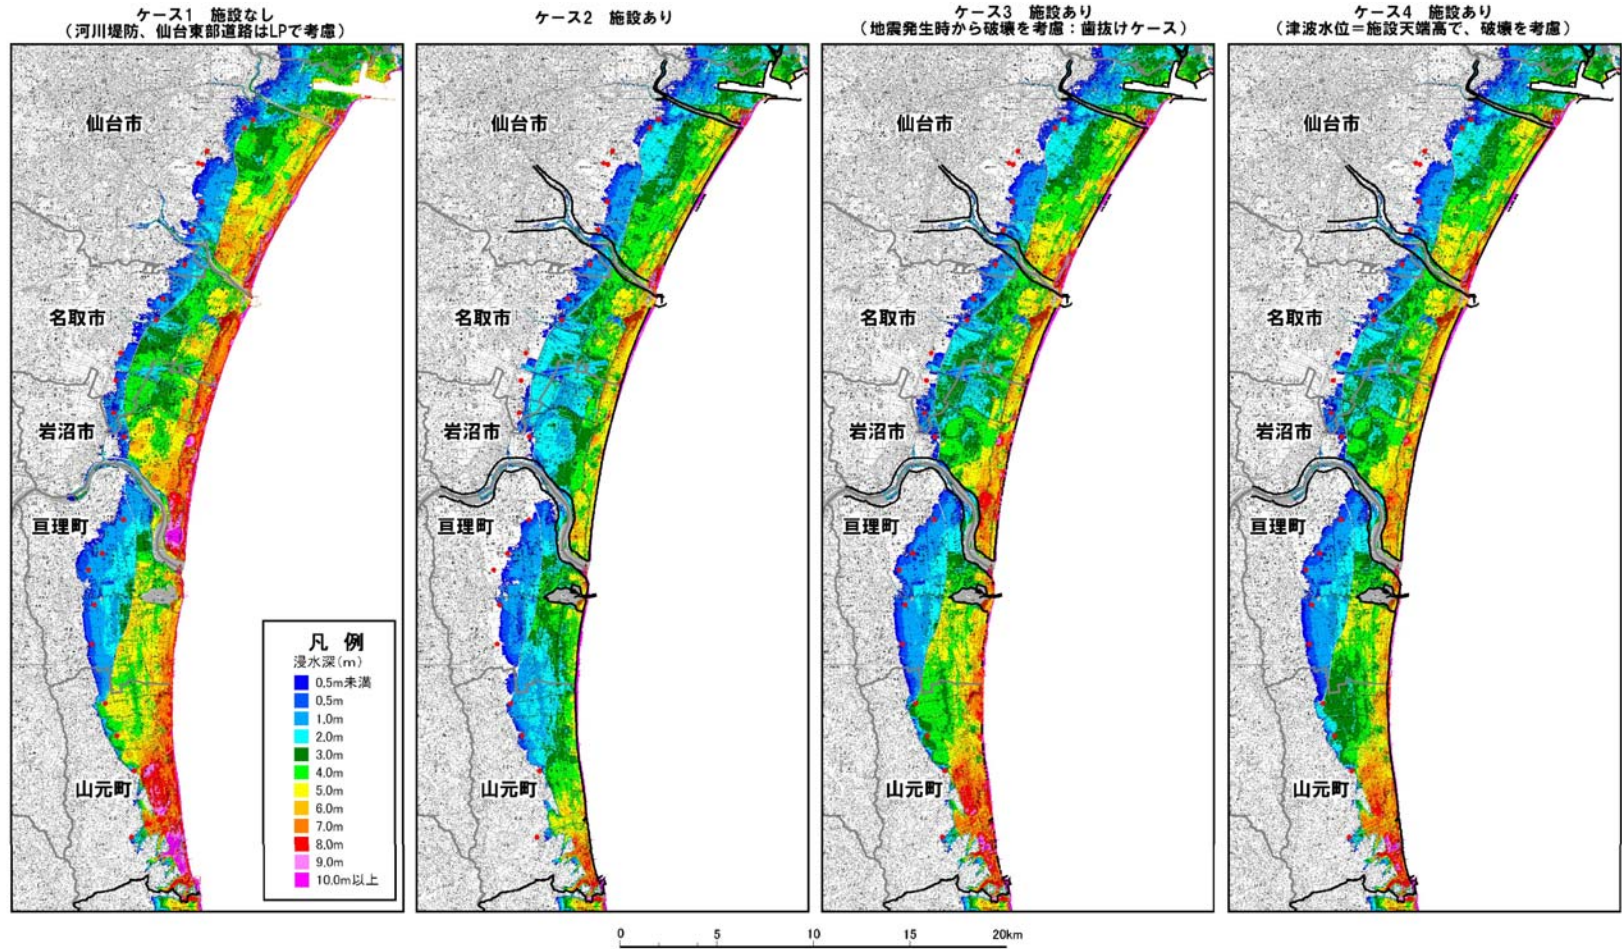 ケース1　施設なし
（河川堤防、仙台東部道路はLPで考慮）
ケース2　施設あり
ケース3　施設あり
（地震発生時から破壊を考慮：歯抜けケース）
ケース4　施設あり
（津波水位＝施設天端高で、破壊を考慮）
仙台市
名取市
岩沼市
亘理町
山元町
凡 例
浸水深(m)
0.5m未満
0.5m
1.0m
2.0m
3.0m
4.0m
5.0m
6.0m
7.0m
8.0m
9.0m
10.0m以上
仙台市
名取市
岩沼市
亘理町
山元町
仙台市
名取市
岩沼市
亘理町
山元町
仙台市
名取市
岩沼市
亘理町
山元町
0 5 10 15 20km